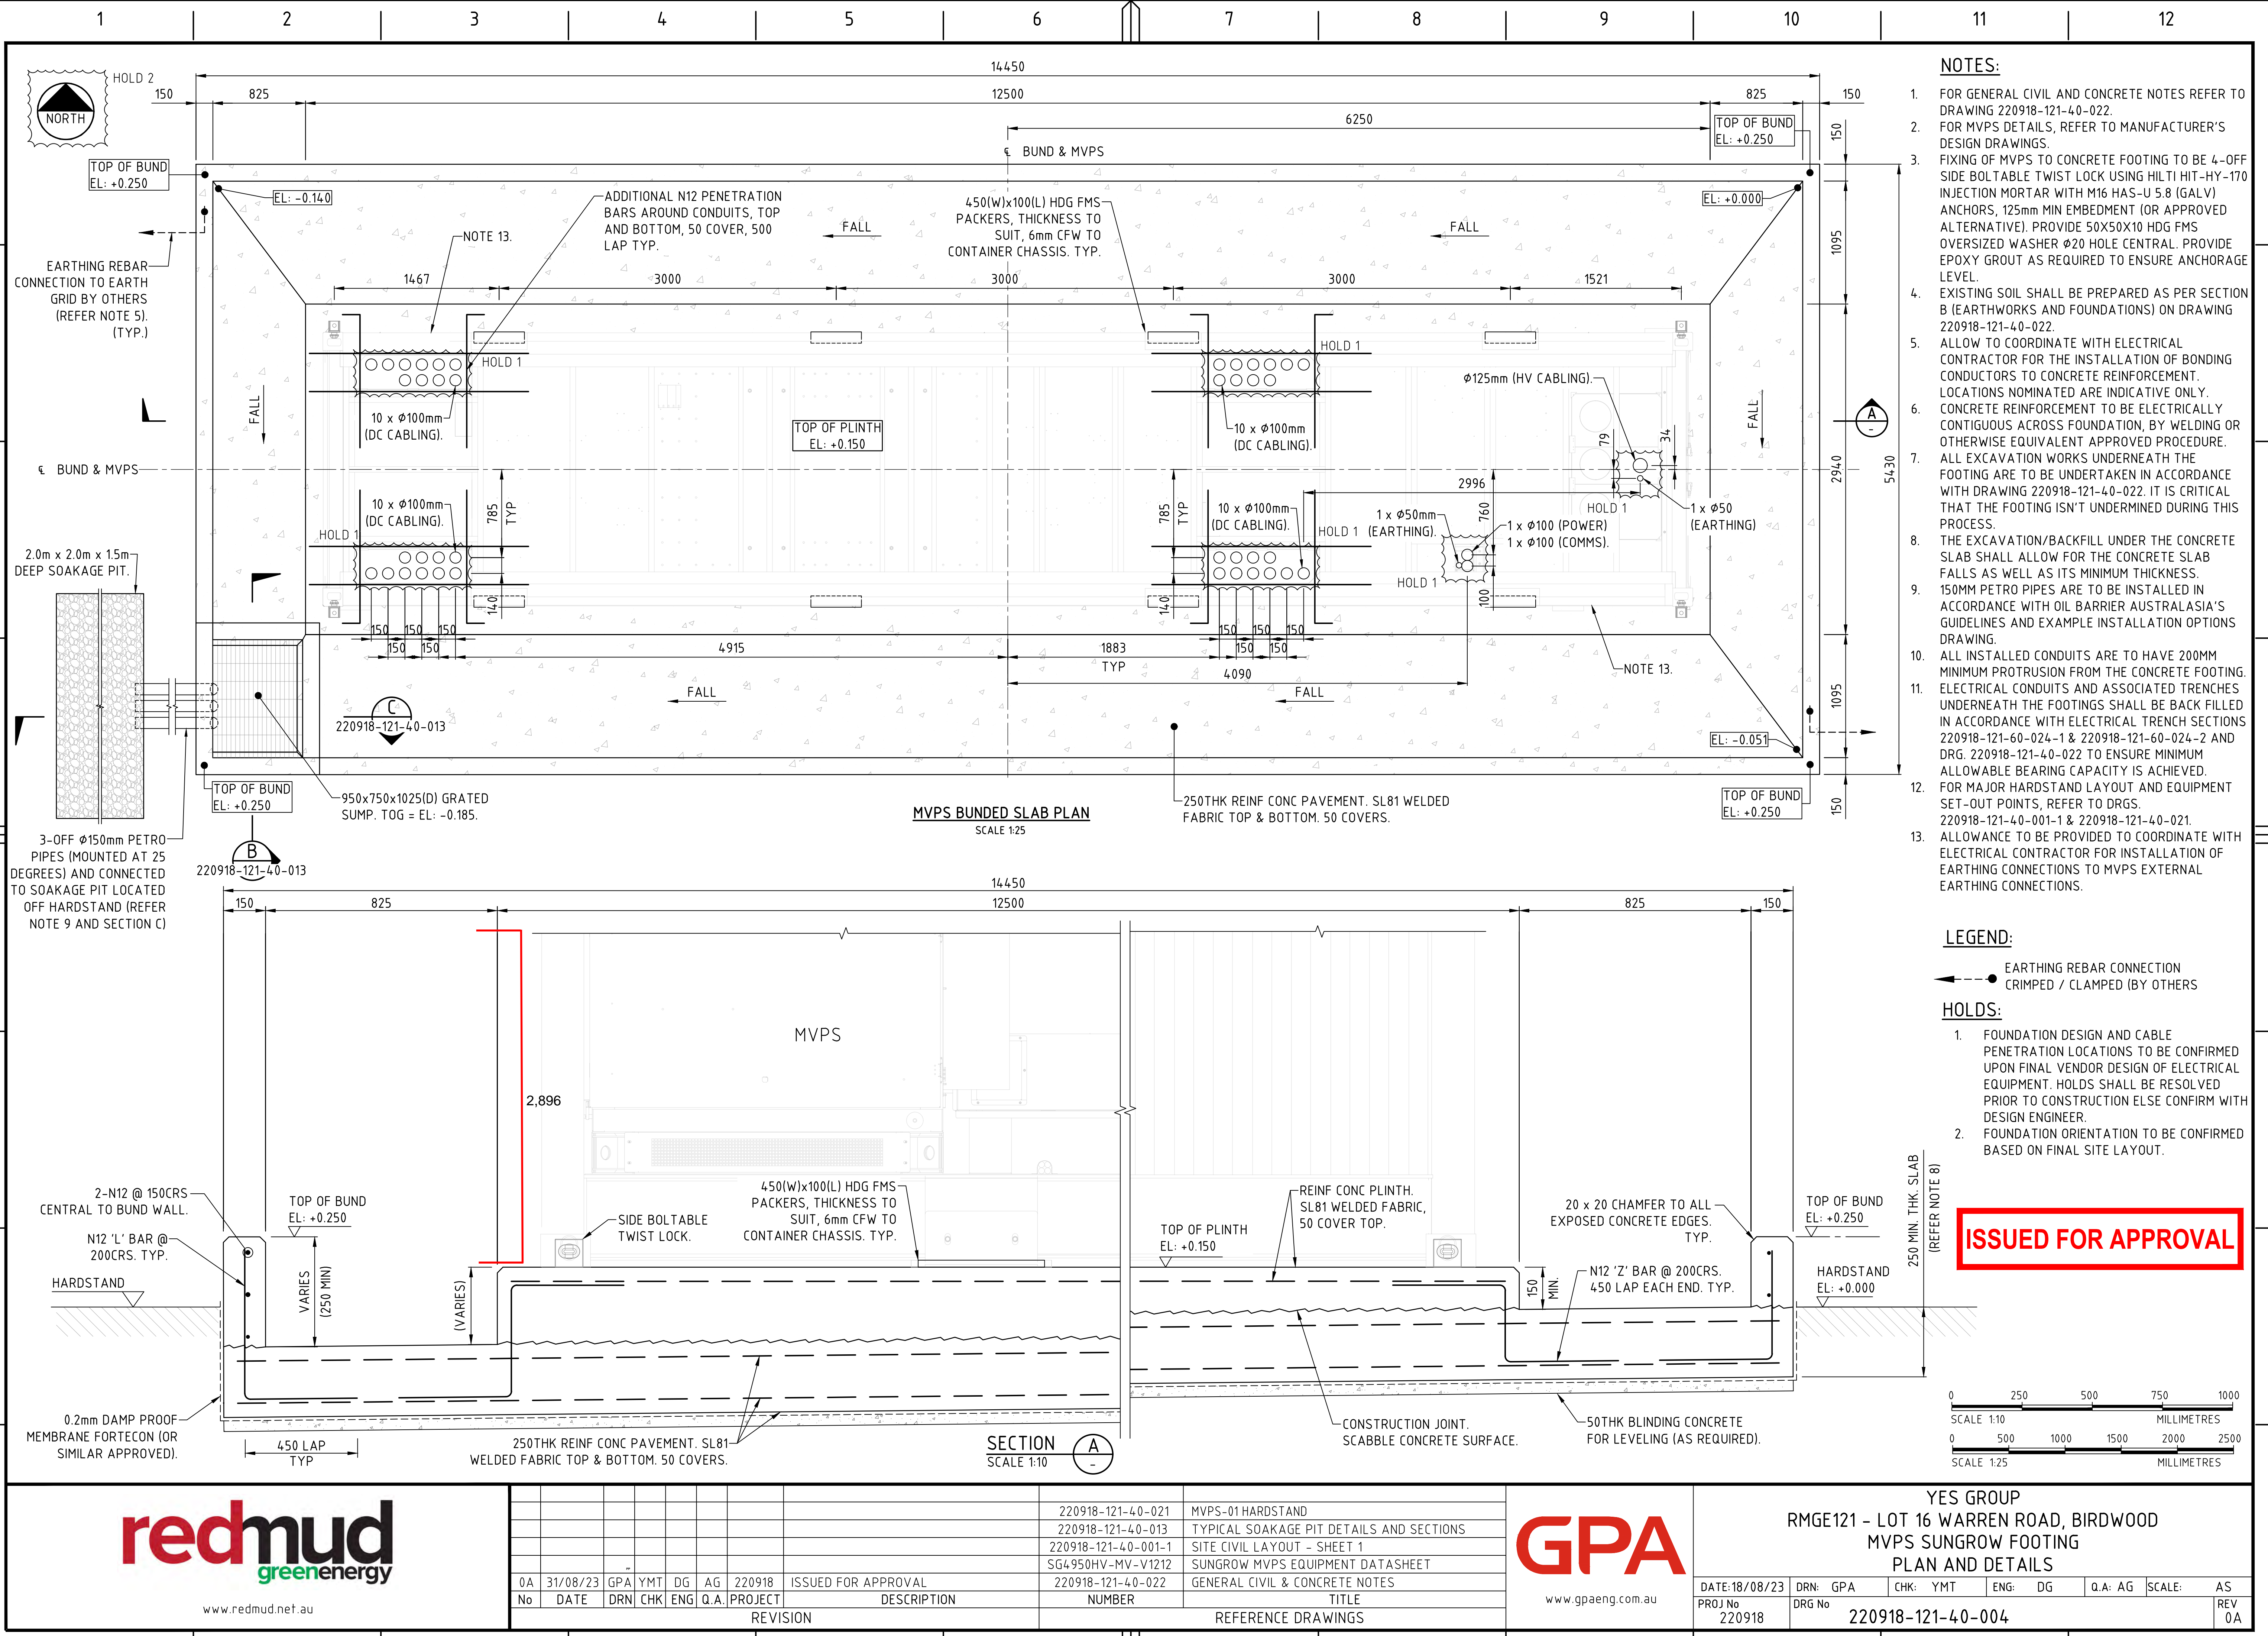 1 2 3 4 5 6 7 8 9 10 11 12
HOLD 2
NORTH
14450
150 825 12500 825 150
6250
TOP OF BUND
EL: +0.250
℄ BUND & MVPS
150
TOP OF BUND
EL: +0.250
EL: -0.140
EL: +0.000
ADDITIONAL N12 PENETRATION
BARS AROUND CONDUITS, TOP
AND BOTTOM, 50 COVER, 500
LAP TYP.
450(W)x100(L) HDG FMS
PACKERS, THICKNESS TO
SUIT, 6mm CFW TO
CONTAINER CHASSIS. TYP.
FALL
FALL
NOTE 13.
EARTHING REBAR
CONNECTION TO EARTH
GRID BY OTHERS
(REFER NOTE 5).
(TYP.)
1467 3000 3000 3000 1521
1095
HOLD 1
HOLD 1
Ø125mm (HV CABLING).
FALL
FALL
10 x Ø100mm
(DC CABLING).
10 x Ø100mm
(DC CABLING).
TOP OF PLINTH
EL: +0.150
79
34
A
-
℄ BUND & MVPS
2940
5430
2996
10 x Ø100mm
(DC CABLING).
785
TYP
785
TYP
10 x Ø100mm
(DC CABLING).
1 x Ø50mm
(EARTHING).
760
1 x Ø100 (POWER)
1 x Ø100 (COMMS).
HOLD 1
1 x Ø50
(EARTHING)
HOLD 1
HOLD 1
HOLD 1
140
140
100
2.0m x 2.0m x 1.5m
DEEP SOAKAGE PIT.
150 150 150
150 150
4915
1883
TYP
150 150 150
150 150
4090
NOTE 13.
FALL
FALL
C
220918-121-40-013
1095
EL: -0.051
TOP OF BUND
EL: +0.250
950x750x1025(D) GRATED
SUMP. TOG = EL: -0.185.
MVPS BUNDED SLAB PLAN
SCALE 1:25
250THK REINF CONC PAVEMENT. SL81 WELDED
FABRIC TOP & BOTTOM. 50 COVERS.
TOP OF BUND
EL: +0.250
150
3-OFF Ø150mm PETRO
PIPES (MOUNTED AT 25
DEGREES) AND CONNECTED
TO SOAKAGE PIT LOCATED
OFF HARDSTAND (REFER
NOTE 9 AND SECTION C)
B
220918-121-40-013
14450
150 825 12500 825 150
MVPS
2,896
2-N12 @ 150CRS
CENTRAL TO BUND WALL.
N12 'L' BAR @
200CRS. TYP.
HARDSTAND
TOP OF BUND
EL: +0.250
VARIES
(250 MIN)
(VARIES)
SIDE BOLTABLE
TWIST LOCK.
450(W)x100(L) HDG FMS
PACKERS, THICKNESS TO
SUIT, 6mm CFW TO
CONTAINER CHASSIS. TYP.
TOP OF PLINTH
EL: +0.150
REINF CONC PLINTH.
SL81 WELDED FABRIC,
50 COVER TOP.
20 x 20 CHAMFER TO ALL
EXPOSED CONCRETE EDGES.
TYP.
150
MIN.
N12 'Z' BAR @ 200CRS.
450 LAP EACH END. TYP.
TOP OF BUND
EL: +0.250
HARDSTAND
EL: +0.000
250 MIN. THK. SLAB
(REFER NOTE 8)
0.2mm DAMP PROOF
MEMBRANE FORTECON (OR
SIMILAR APPROVED).
450 LAP
TYP
250THK REINF CONC PAVEMENT. SL81
WELDED FABRIC TOP & BOTTOM. 50 COVERS.
SECTION
SCALE 1:10
A
-
CONSTRUCTION JOINT.
SCABBLE CONCRETE SURFACE.
50THK BLINDING CONCRETE
FOR LEVELING (AS REQUIRED).
NOTES:
1. FOR GENERAL CIVIL AND CONCRETE NOTES REFER TO
DRAWING 220918-121-40-022.
2. FOR MVPS DETAILS, REFER TO MANUFACTURER'S
DESIGN DRAWINGS.
3. FIXING OF MVPS TO CONCRETE FOOTING TO BE 4-OFF
SIDE BOLTABLE TWIST LOCK USING HILTI HIT-HY-170
INJECTION MORTAR WITH M16 HAS-U 5.8 (GALV)
ANCHORS, 125mm MIN EMBEDMENT (OR APPROVED
ALTERNATIVE). PROVIDE 50X50X10 HDG FMS
OVERSIZED WASHER Ø20 HOLE CENTRAL. PROVIDE
EPOXY GROUT AS REQUIRED TO ENSURE ANCHORAGE
LEVEL.
4. EXISTING SOIL SHALL BE PREPARED AS PER SECTION
B (EARTHWORKS AND FOUNDATIONS) ON DRAWING
220918-121-40-022.
5. ALLOW TO COORDINATE WITH ELECTRICAL
CONTRACTOR FOR THE INSTALLATION OF BONDING
CONDUCTORS TO CONCRETE REINFORCEMENT.
LOCATIONS NOMINATED ARE INDICATIVE ONLY.
6. CONCRETE REINFORCEMENT TO BE ELECTRICALLY
CONTIGUOUS ACROSS FOUNDATION, BY WELDING OR
OTHERWISE EQUIVALENT APPROVED PROCEDURE.
7. ALL EXCAVATION WORKS UNDERNEATH THE
FOOTING ARE TO BE UNDERTAKEN IN ACCORDANCE
WITH DRAWING 220918-121-40-022. IT IS CRITICAL
THAT THE FOOTING ISN'T UNDERMINED DURING THIS
PROCESS.
8. THE EXCAVATION/BACKFILL UNDER THE CONCRETE
SLAB SHALL ALLOW FOR THE CONCRETE SLAB
FALLS AS WELL AS ITS MINIMUM THICKNESS.
9. 150MM PETRO PIPES ARE TO BE INSTALLED IN
ACCORDANCE WITH OIL BARRIER AUSTRALASIA'S
GUIDELINES AND EXAMPLE INSTALLATION OPTIONS
DRAWING.
10. ALL INSTALLED CONDUITS ARE TO HAVE 200MM
MINIMUM PROTRUSION FROM THE CONCRETE FOOTING.
11. ELECTRICAL CONDUITS AND ASSOCIATED TRENCHES
UNDERNEATH THE FOOTINGS SHALL BE BACK FILLED
IN ACCORDANCE WITH ELECTRICAL TRENCH SECTIONS
220918-121-60-024-1 & 220918-121-60-024-2 AND
DRG. 220918-121-40-022 TO ENSURE MINIMUM
ALLOWABLE BEARING CAPACITY IS ACHIEVED.
12. FOR MAJOR HARDSTAND LAYOUT AND EQUIPMENT
SET-OUT POINTS, REFER TO DRGS.
220918-121-40-001-1 & 220918-121-40-021.
13. ALLOWANCE TO BE PROVIDED TO COORDINATE WITH
ELECTRICAL CONTRACTOR FOR INSTALLATION OF
EARTHING CONNECTIONS TO MVPS EXTERNAL
EARTHING CONNECTIONS.
LEGEND:
EARTHING REBAR CONNECTION
CRIMPED / CLAMPED (BY OTHERS
HOLDS:
1. FOUNDATION DESIGN AND CABLE
PENETRATION LOCATIONS TO BE CONFIRMED
UPON FINAL VENDOR DESIGN OF ELECTRICAL
EQUIPMENT. HOLDS SHALL BE RESOLVED
PRIOR TO CONSTRUCTION ELSE CONFIRM WITH
DESIGN ENGINEER.
2. FOUNDATION ORIENTATION TO BE CONFIRMED
BASED ON FINAL SITE LAYOUT.
ISSUED FOR APPROVAL
0 250 500 750 1000
SCALE 1:10 MILLIMETRES
0 500 1000 1500 2000 2500
SCALE 1:25 MILLIMETRES
redmud
greenenergy
www.redmud.net.au
0A 31/08/23 GPA YMT DG AG 220918 ISSUED FOR APPROVAL
No DATE DRN CHK ENG Q.A. PROJECT DESCRIPTION
REVISION
220918-121-40-021 MVPS-01 HARDSTAND
220918-121-40-013 TYPICAL SOAKAGE PIT DETAILS AND SECTIONS
220918-121-40-001-1 SITE CIVIL LAYOUT - SHEET 1
SG4950HV-MV-V1212 SUNGROW MVPS EQUIPMENT DATASHEET
220918-121-40-022 GENERAL CIVIL & CONCRETE NOTES
NUMBER TITLE
REFERENCE DRAWINGS
GPA
www.gpaeng.com.au
YES GROUP
RMGE121 - LOT 16 WARREN ROAD, BIRDWOOD
MVPS SUNGROW FOOTING
PLAN AND DETAILS
DATE:18/08/23 DRN: GPA CHK: YMT ENG: DG Q.A: AG SCALE: AS
PROJ No
220918
DRG No
220918-121-40-004
REV
0A